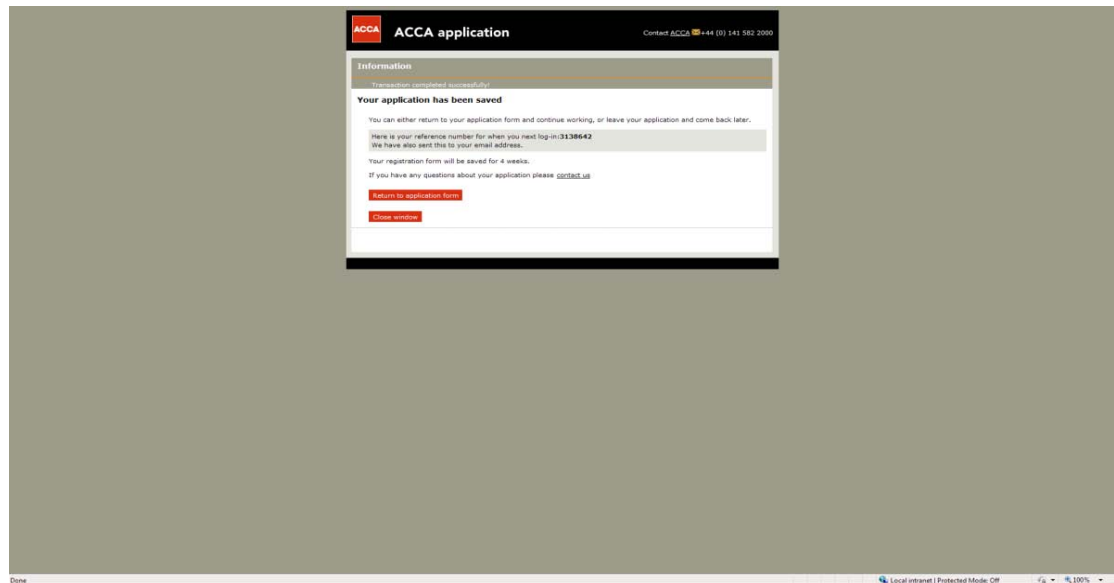 ACCA
ACCA application
Contact ACCA +44 (0) 141 582 2000
Information
Transaction completed successfully!
Your application has been saved
You can either return to your application form and continue working, or leave your application and come back later.
Here is your reference number for when you next log-in:3138642
We have also sent this to your email address.
Your registration form will be saved for 4 weeks.
If you have any questions about your application please contact us
Return to application form
Close window
Done
Local intranet | Protected Mode: Off
100%